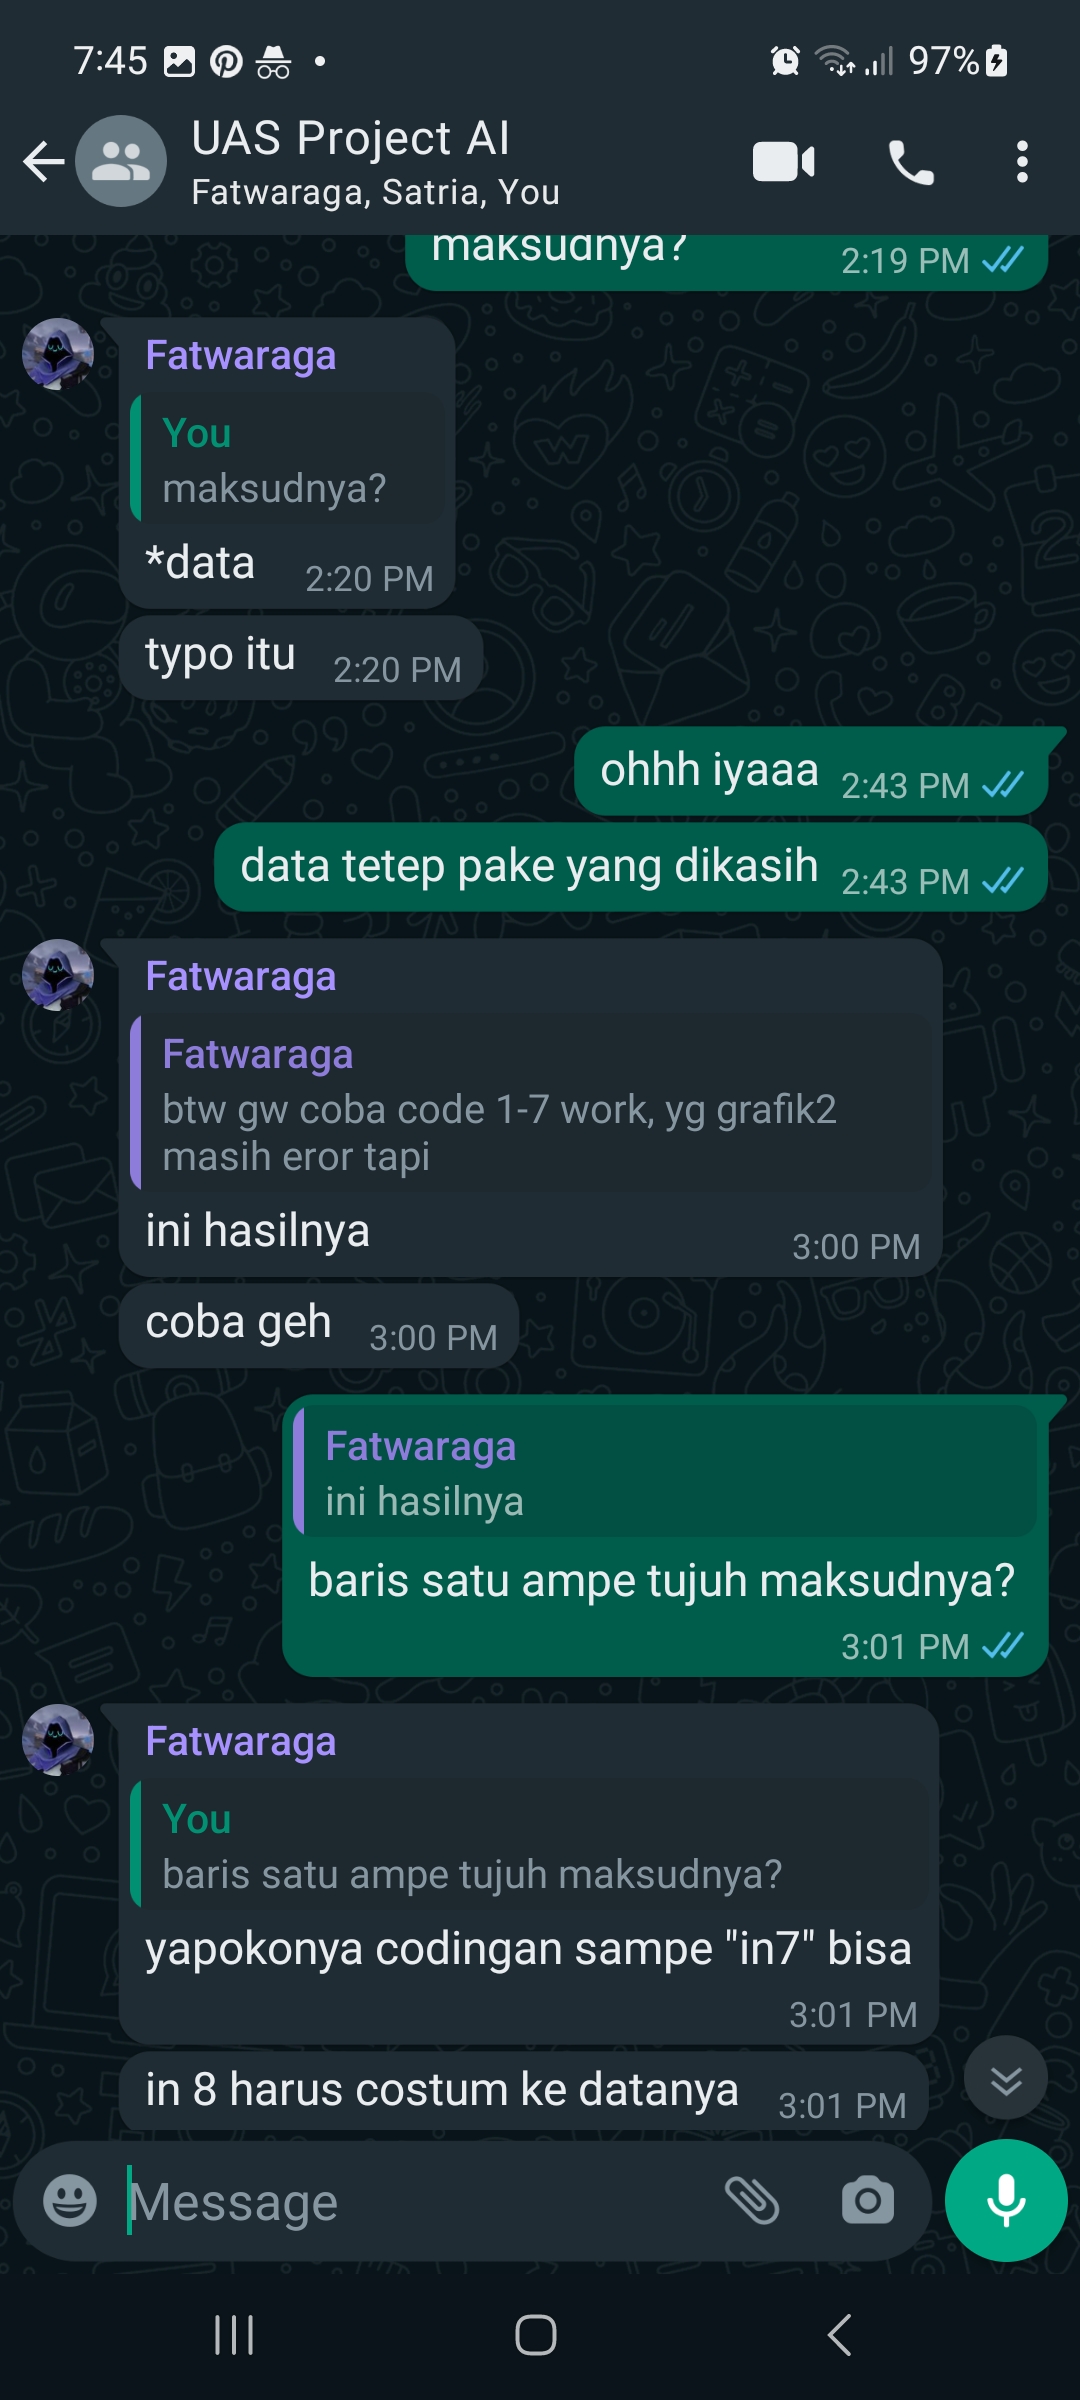 7:45
97%
UAS Project AI
Fatwaraga, Satria, You
maksudnya?
2:19 PM
Fatwaraga
You
maksudnya?
*data
2:20 PM
typo itu
2:20 PM
ohhh iyaaa
2:43 PM
data tetep pake yang dikasih
2:43 PM
Fatwaraga
Fatwaraga
btw gw coba code 1-7 work, yg grafik2
masih eror tapi
ini hasilnya
3:00 PM
coba geh
3:00 PM
Fatwaraga
ini hasilnya
baris satu ampe tujuh maksudnya?
3:01 PM
Fatwaraga
You
baris satu ampe tujuh maksudnya?
yapokonya codingan sampe "in7" bisa
3:01 PM
in 8 harus costum ke datanya
3:01 PM
Message